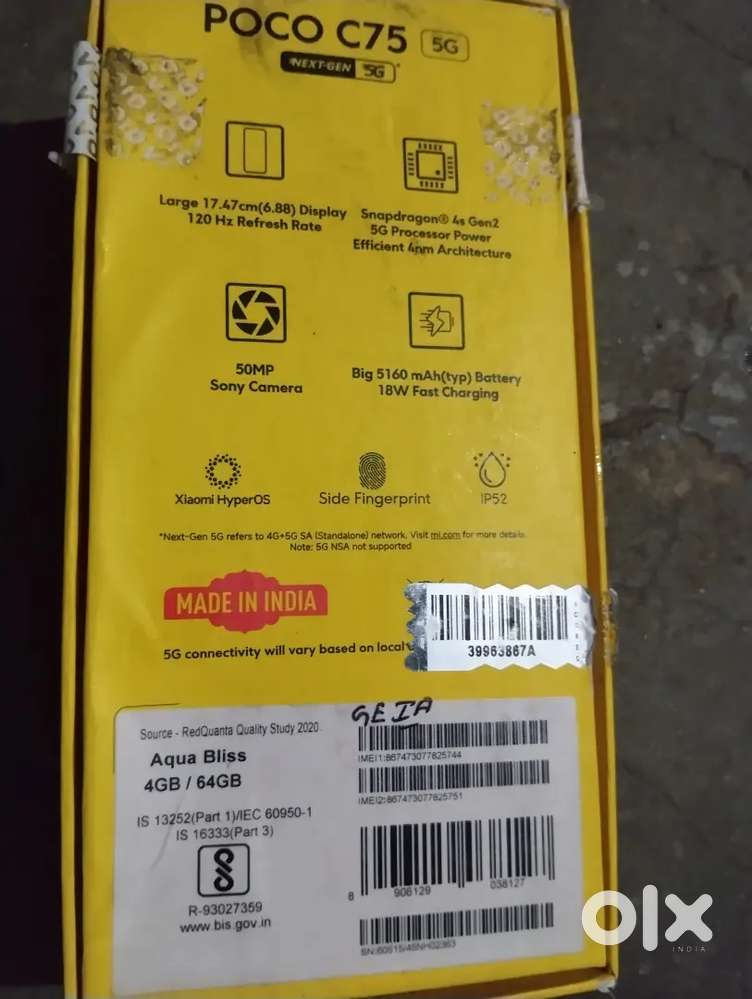 POCO C75 5G
NEXT-GEN 5G*
Large 17.47cm(6.88) Display
120 Hz Refresh Rate
Snapdragon® 4s Gen2
5G Processor Power
Efficient 4nm Architecture
50MP
Sony Camera
Big 5160 mAh(typ) Battery
18W Fast Charging
Xiaomi HyperOS
Side Fingerprint
IP52
*Next-Gen 5G refers to 4G+5G SA (Standalone) network. Visit mi.com for more details.
Note: 5G NSA not supported
MADE IN INDIA
5G connectivity will vary based on local
39963867A
Source - RedQuanta Quality Study 2020
Aqua Bliss
4GB / 64GB
IS 13252(Part 1)/IEC 60950-1
IS 16333(Part 3)
R-93027359
www.bis.gov.in
IMEI1:867473077825744
IMEI2:867473077825751
8 906129 038127
olx
INDIA